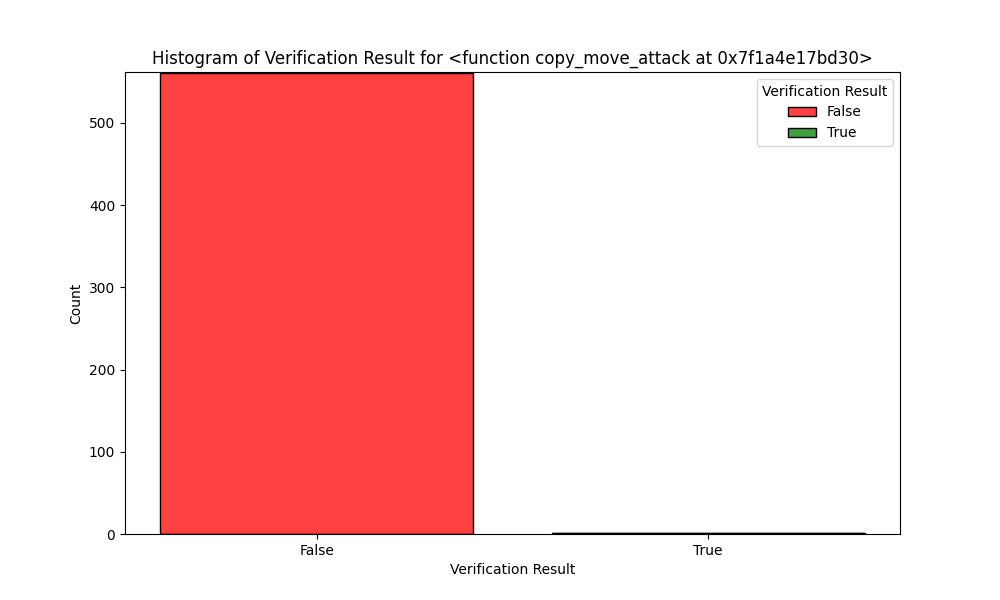 Histogram of Verification Result for <function copy_move_attack at 0x7f1a4e17bd30>
Verification Result
False
True
500
400
300
200
100
0
Count
False True
Verification Result